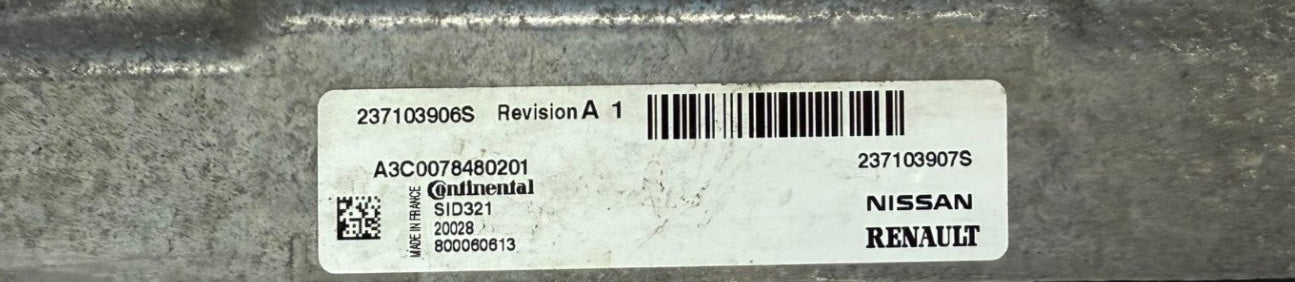 237103906S Revision A 1
237103907S
A3C0078480201
MADE IN FRANCE
Continental
SID321
20028
800060613
NISSAN
RENAULT